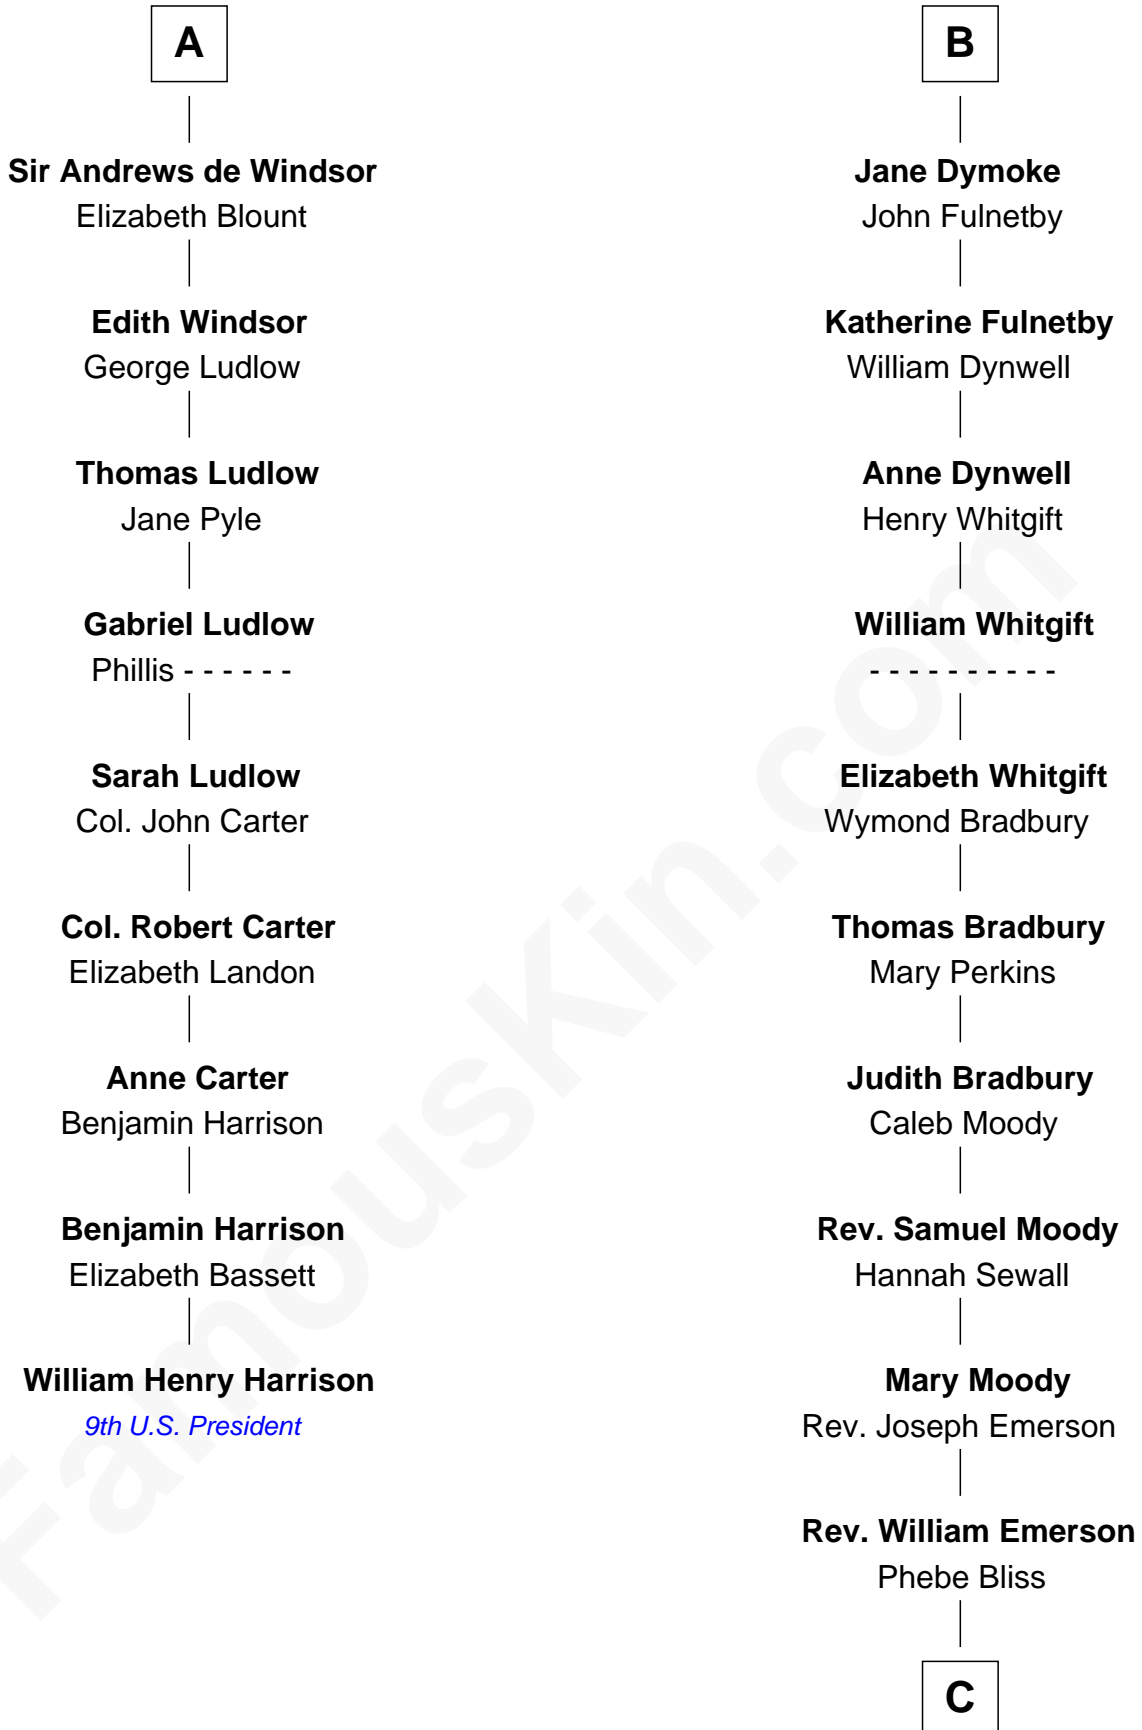 A
Sir Andrews de Windsor
Elizabeth Blount
Edith Windsor
George Ludlow
Thomas Ludlow
Jane Pyle
Gabriel Ludlow
Phillis - - - - - -
Sarah Ludlow
Col. John Carter
Col. Robert Carter
Elizabeth Landon
Anne Carter
Benjamin Harrison
Benjamin Harrison
Elizabeth Bassett
William Henry Harrison
9th U.S. President
B
Jane Dymoke
John Fulnetby
Katherine Fulnetby
William Dynwell
Anne Dynwell
Henry Whitgift
William Whitgift
- - - - - - - - - -
Elizabeth Whitgift
Wymond Bradbury
Thomas Bradbury
Mary Perkins
Judith Bradbury
Caleb Moody
Rev. Samuel Moody
Hannah Sewall
Mary Moody
Rev. Joseph Emerson
Rev. William Emerson
Phebe Bliss
C
FamousKin.com